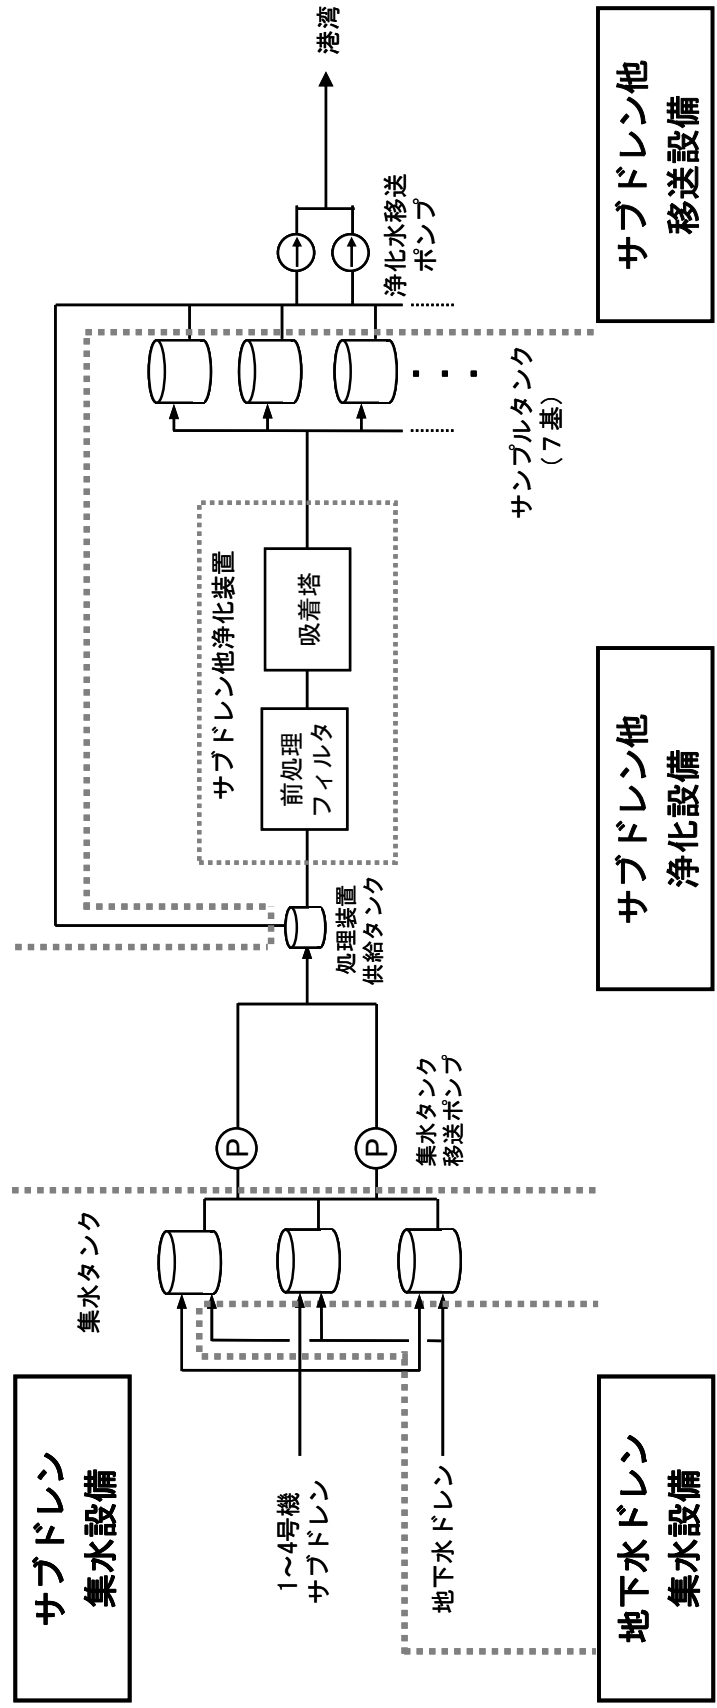 サブドレン
集水設備
集水タンク
1～4号機
サブドレン
地下水ドレン
地下水ドレン
集水設備
P
P
集水タンク
移送ポンプ
処理装置
供給タンク
サブドレン他浄化装置
前処理
フィルタ
吸着塔
サブドレン他
浄化設備
サンプルタンク
（７基）
浄化水移送
ポンプ
港湾
サブドレン他
移送設備